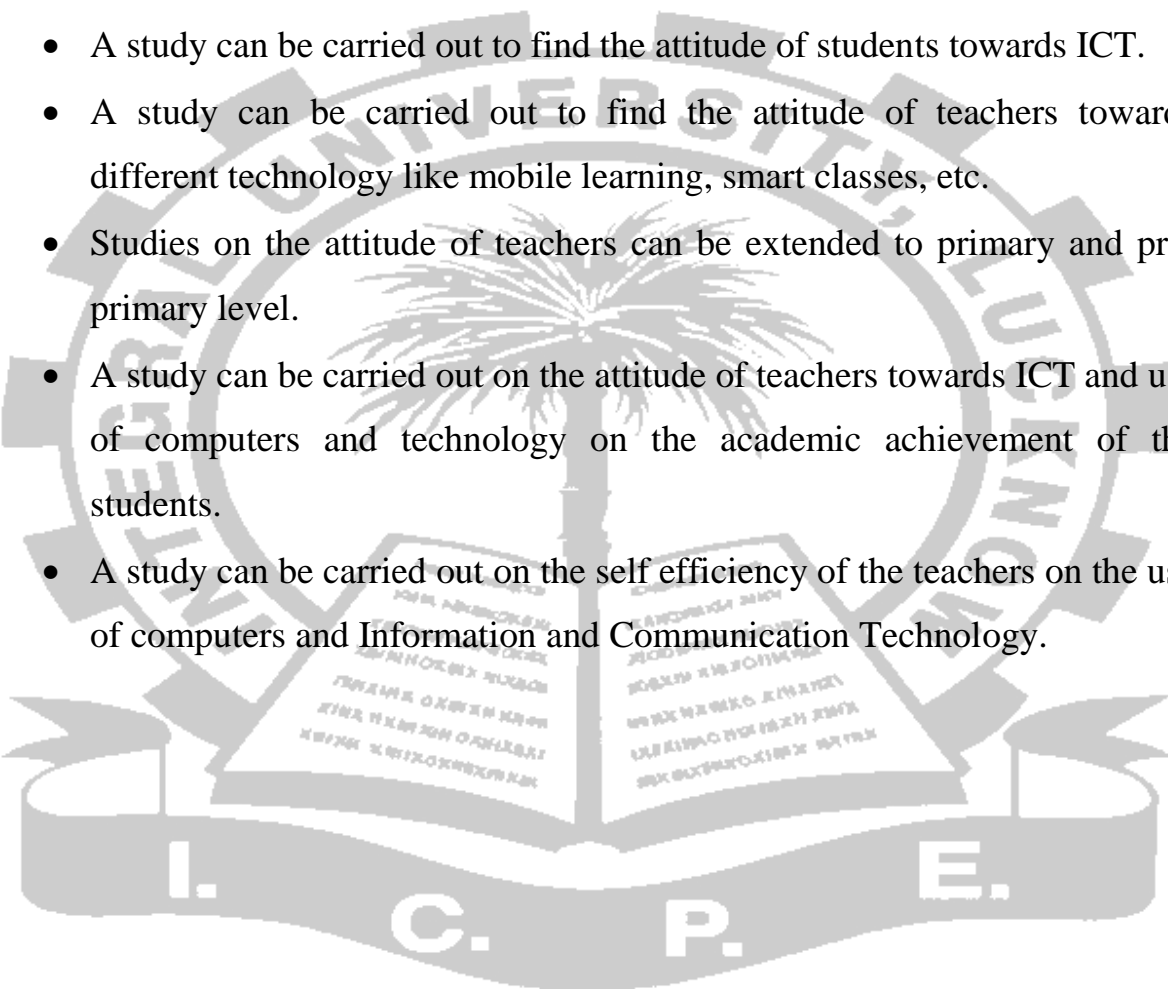 • A study can be carried out to find the attitude of students towards ICT.
• A study can be carried out to find the attitude of teachers toward
different technology like mobile learning, smart classes, etc.
• Studies on the attitude of teachers can be extended to primary and pr
primary level.
• A study can be carried out on the attitude of teachers towards ICT and u
of computers and technology on the academic achievement of th
students.
• A study can be carried out on the self efficiency of the teachers on the u
of computers and Information and Communication Technology.
INTEGRAL UNIVERSITY, LUCKNOW
I. C. P. E.